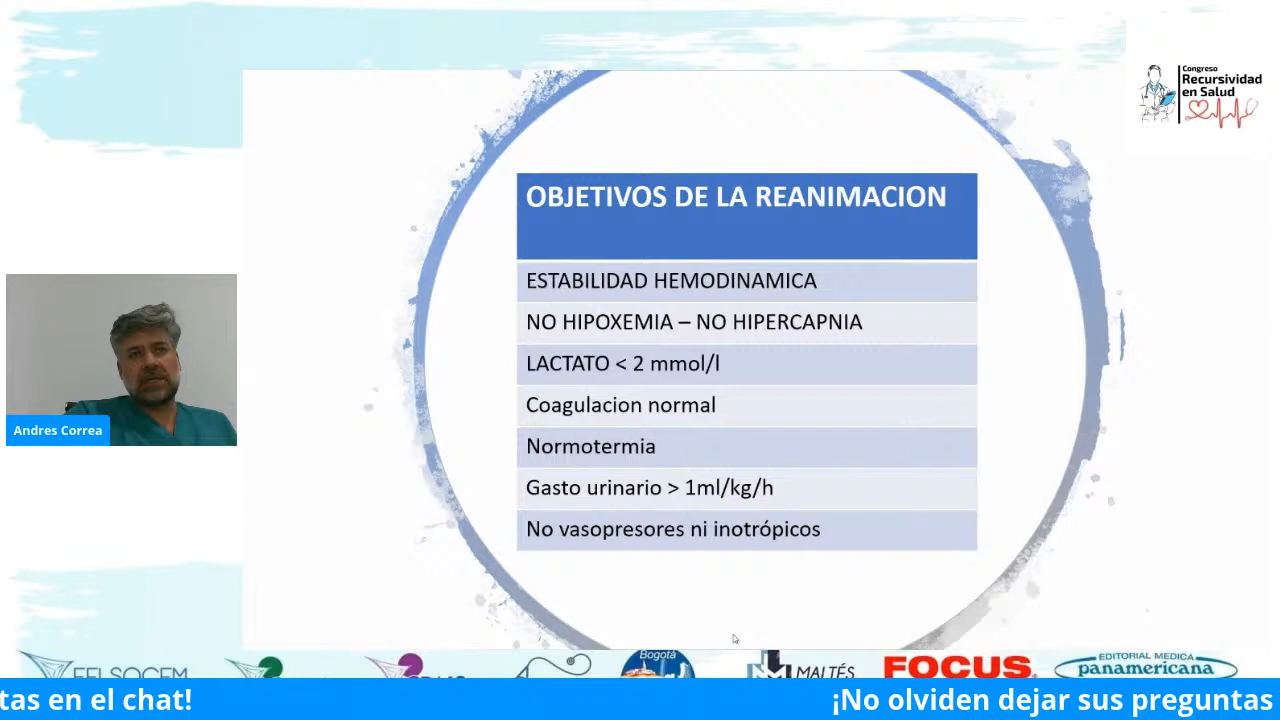 Congreso
Recursividad
en Salud
OBJETIVOS DE LA REANIMACION
ESTABILIDAD HEMODINAMICA
NO HIPOXEMIA – NO HIPERCAPNIA
LACTATO < 2 mmol/l
Coagulacion normal
Normotermia
Gasto urinario > 1ml/kg/h
No vasopresores ni inotrópicos
Andres Correa
Bogotá
MALTÉS
FOCUS
EDITORIAL MEDICA
panamericana
tas en el chat!
¡No olviden dejar sus preguntas